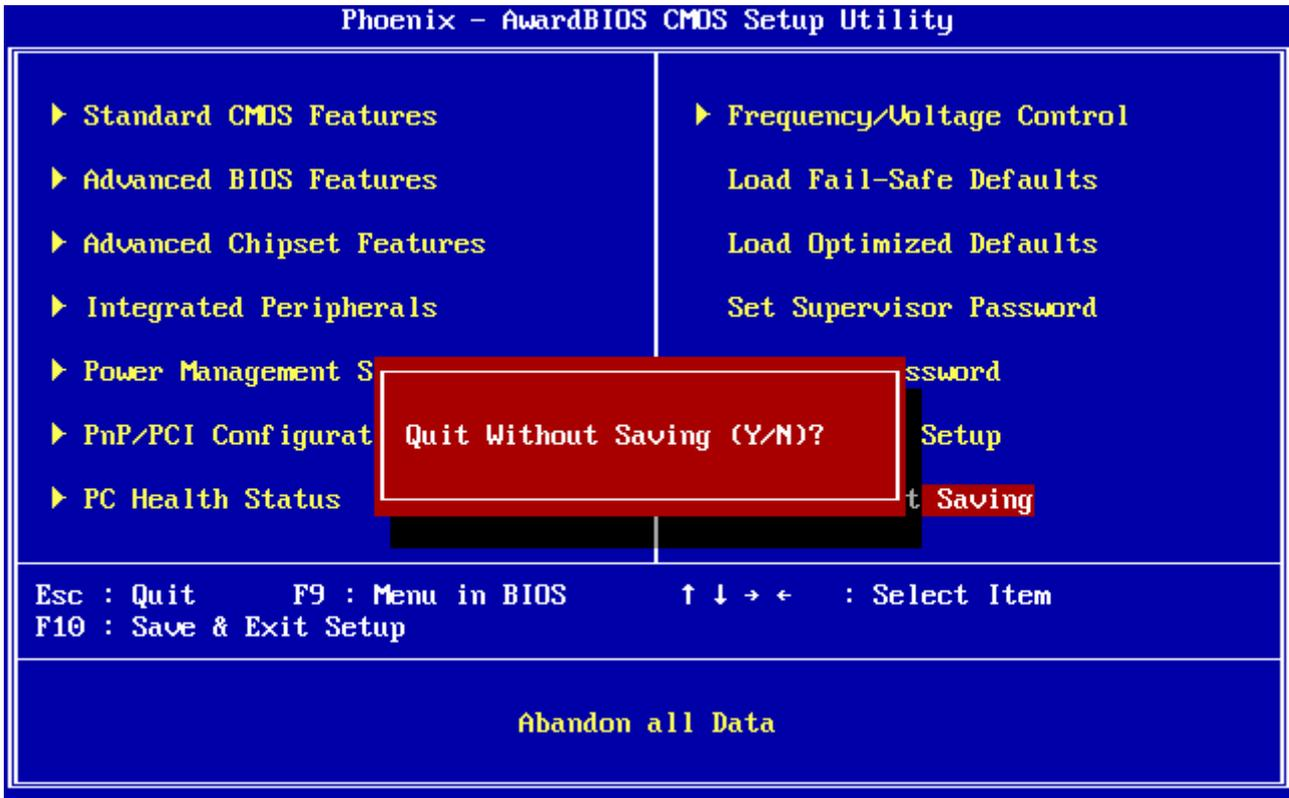 Phoenix - AwardBIOS CMOS Setup Utility
Standard CMOS Features
Advanced BIOS Features
Advanced Chipset Features
Integrated Peripherals
Power Management S
PnP/PCI Configurat
PC Health Status
Frequency/Voltage Control
Load Fail-Safe Defaults
Load Optimized Defaults
Set Supervisor Password
ssword
Setup
t Saving
Quit Without Saving (Y/N)?
Esc : Quit F9 : Menu in BIOS ↑ ↓ → ← : Select Item
F10 : Save & Exit Setup
Abandon all Data